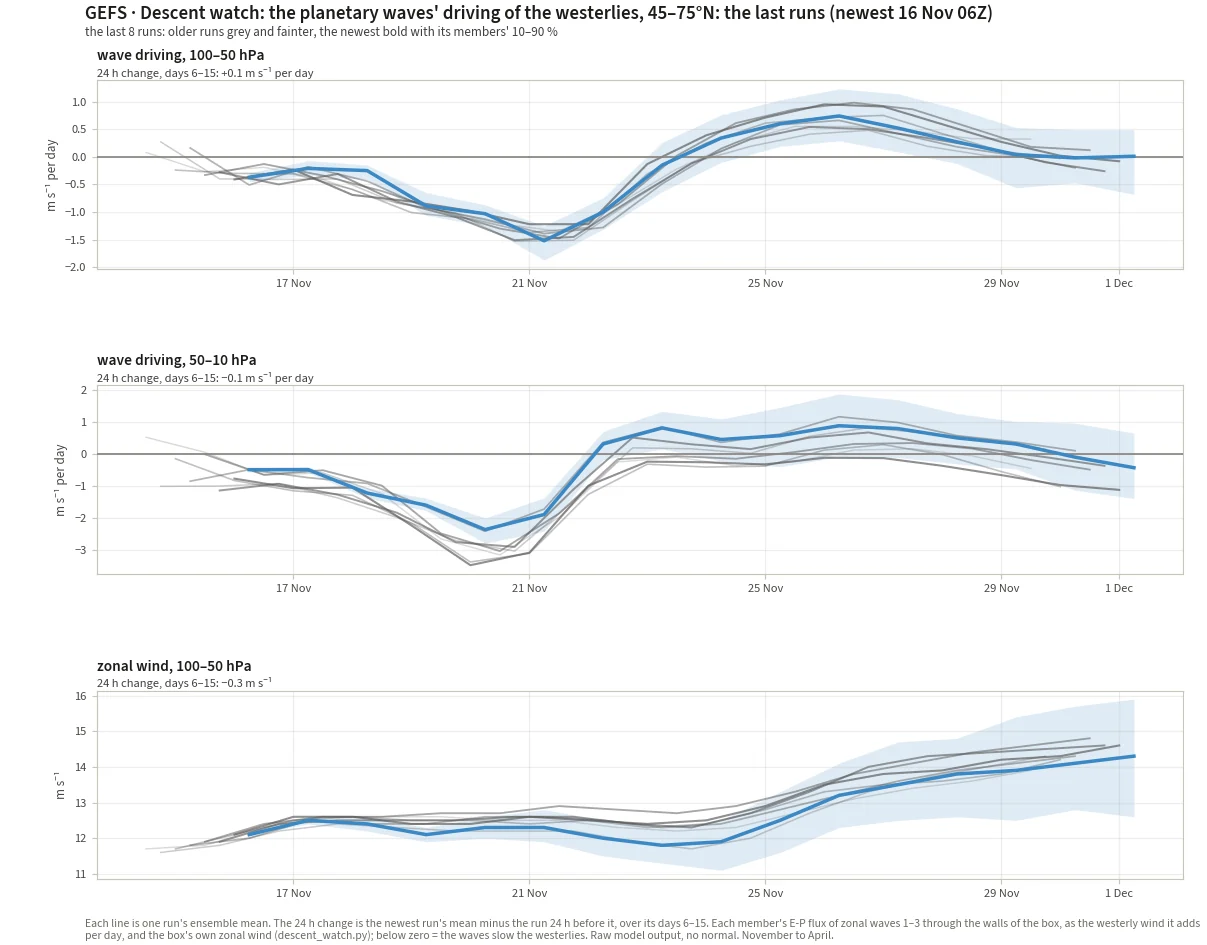 GEFS · Descent watch: the planetary waves' driving of the westerlies, 45–75°N: the last runs (newest 16 Nov 06Z)
the last 8 runs: older runs grey and fainter, the newest bold with its members' 10–90 %
wave driving, 100–50 hPa
24 h change, days 6–15: +0.1 m s⁻¹ per day
m s⁻¹ per day
1.0
0.5
0.0
−0.5
−1.0
−1.5
−2.0
17 Nov 21 Nov 25 Nov 29 Nov 1 Dec
wave driving, 50–10 hPa
24 h change, days 6–15: −0.1 m s⁻¹ per day
m s⁻¹ per day
2
1
0
−1
−2
−3
17 Nov 21 Nov 25 Nov 29 Nov 1 Dec
zonal wind, 100–50 hPa
24 h change, days 6–15: −0.3 m s⁻¹
m s⁻¹
16
15
14
13
12
11
17 Nov 21 Nov 25 Nov 29 Nov 1 Dec
Each line is one run's ensemble mean. The 24 h change is the newest run's mean minus the run 24 h before it, over its days 6–15. Each member's E-P flux of zonal waves 1–3 through the walls of the box, as the westerly wind it adds
per day, and the box's own zonal wind (descent_watch.py); below zero = the waves slow the westerlies. Raw model output, no normal. November to April.